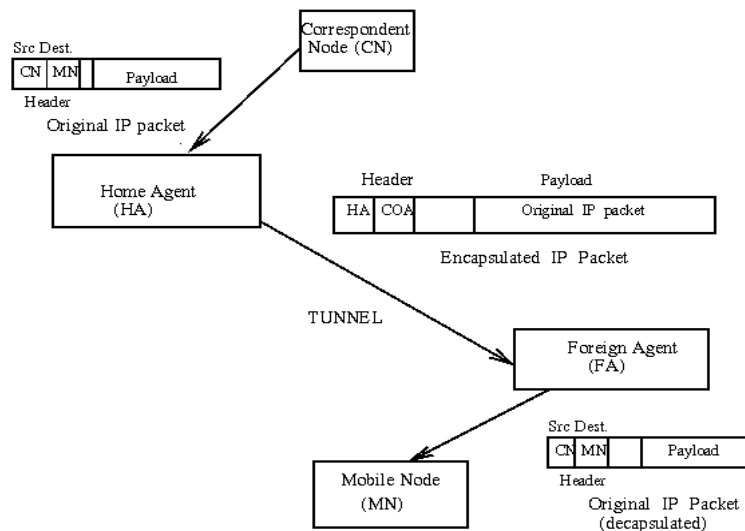 Correspondent
Node (CN)
Src Dest.
CN MN Payload
Header
Original IP packet
Home Agent
(HA)
Header Payload
HA COA Original IP packet
Encapsulated IP Packet
TUNNEL
Foreign Agent
(FA)
Src Dest.
CN MN Payload
Header
Original IP Packet
(decapsulated)
Mobile Node
(MN)